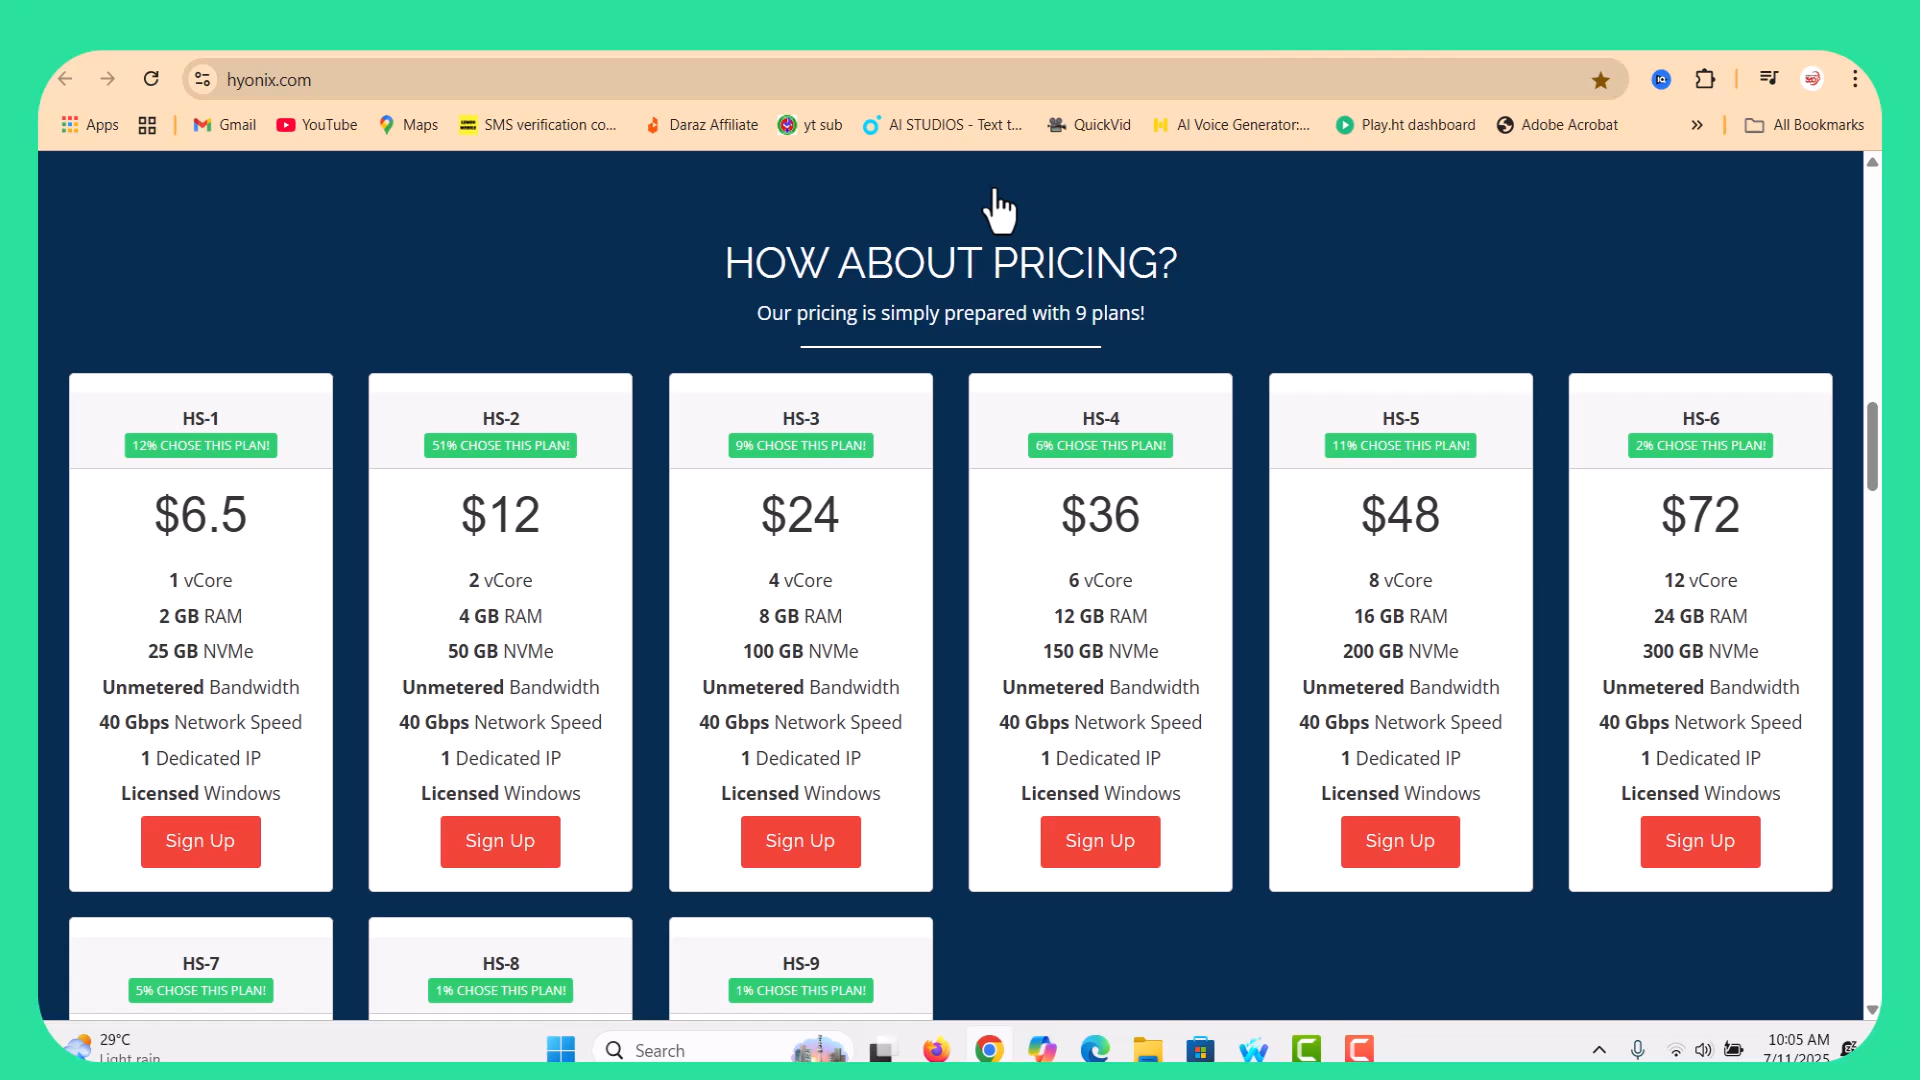 hyonix.com
Apps
Gmail
YouTube
Maps
SMS verification co...
Daraz Affiliate
yt sub
AI STUDIOS - Text t...
QuickVid
AI Voice Generator:...
Play.ht dashboard
Adobe Acrobat
»
All Bookmarks
HOW ABOUT PRICING?
Our pricing is simply prepared with 9 plans!
HS-1
12% CHOSE THIS PLAN!
$6.5
1 vCore
2 GB RAM
25 GB NVMe
Unmetered Bandwidth
40 Gbps Network Speed
1 Dedicated IP
Licensed Windows
Sign Up
HS-2
51% CHOSE THIS PLAN!
$12
2 vCore
4 GB RAM
50 GB NVMe
Unmetered Bandwidth
40 Gbps Network Speed
1 Dedicated IP
Licensed Windows
Sign Up
HS-3
9% CHOSE THIS PLAN!
$24
4 vCore
8 GB RAM
100 GB NVMe
Unmetered Bandwidth
40 Gbps Network Speed
1 Dedicated IP
Licensed Windows
Sign Up
HS-4
6% CHOSE THIS PLAN!
$36
6 vCore
12 GB RAM
150 GB NVMe
Unmetered Bandwidth
40 Gbps Network Speed
1 Dedicated IP
Licensed Windows
Sign Up
HS-5
11% CHOSE THIS PLAN!
$48
8 vCore
16 GB RAM
200 GB NVMe
Unmetered Bandwidth
40 Gbps Network Speed
1 Dedicated IP
Licensed Windows
Sign Up
HS-6
2% CHOSE THIS PLAN!
$72
12 vCore
24 GB RAM
300 GB NVMe
Unmetered Bandwidth
40 Gbps Network Speed
1 Dedicated IP
Licensed Windows
Sign Up
HS-7
5% CHOSE THIS PLAN!
HS-8
1% CHOSE THIS PLAN!
HS-9
1% CHOSE THIS PLAN!
29°C
Light rain
Search
10:05 AM
7/11/2025